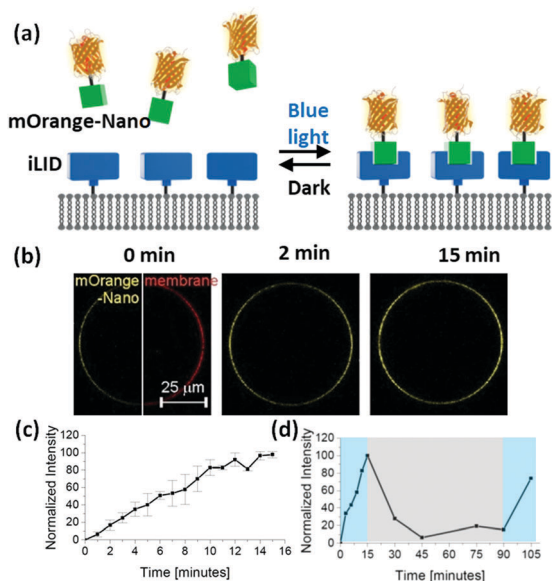 (a)
mOrange-Nano
iLID
Blue
light
Dark
(b)
0 min
2 min
15 min
mOrange
-Nano
membrane
25 μm
(c)
Normalized Intensity
120
100
80
60
40
20
0
0 2 4 6 8 10 12 14 16
Time [minutes]
(d)
Normalized Intensity
140
120
100
80
60
40
20
0
0 15 30 45 60 75 90 105
Time [minutes]